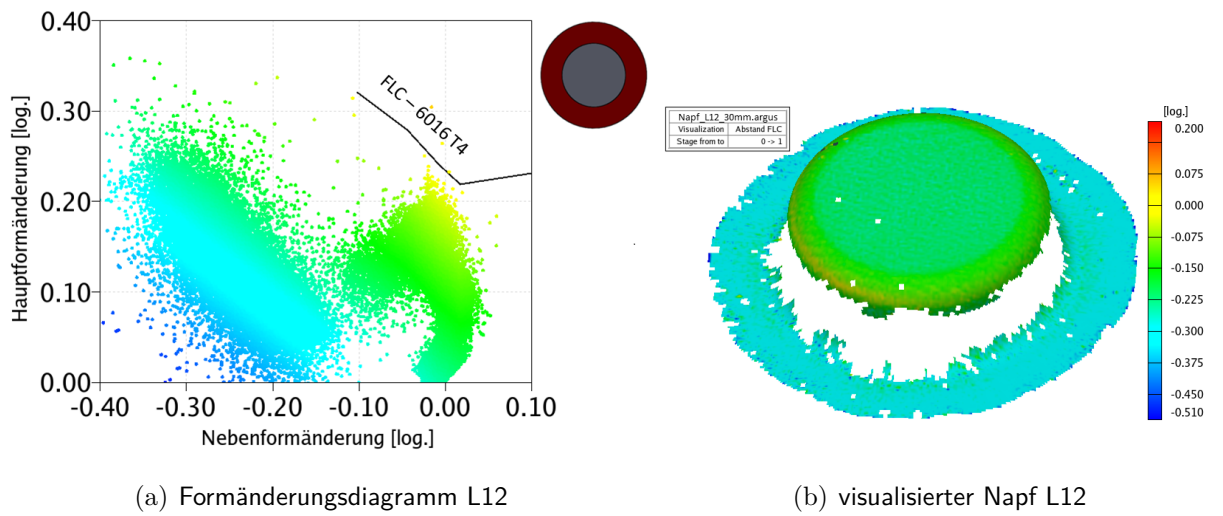 0.40
0.30
0.20
0.10
0.00
Hauptformänderung [log.]
-0.40 -0.30 -0.20 -0.10 0.00 0.10
Nebenformänderung [log.]
FLC – 6016 T4
Napf_L12_30mm.argus
Visualization Abstand FLC
Stage from to 0 -> 1
[log.]
0.200
0.075
0.000
-0.075
-0.150
-0.225
-0.300
-0.375
-0.450
-0.510
(a) Formänderungsdiagramm L12
(b) visualisierter Napf L12